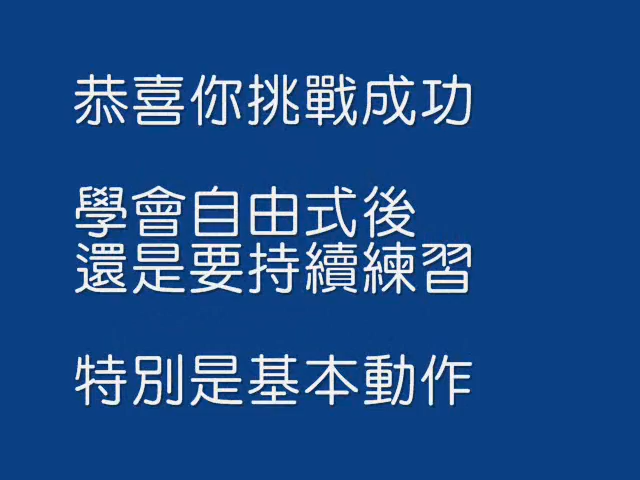 恭喜你挑戰成功
學會自由式後
還是要持續練習
特別是基本動作